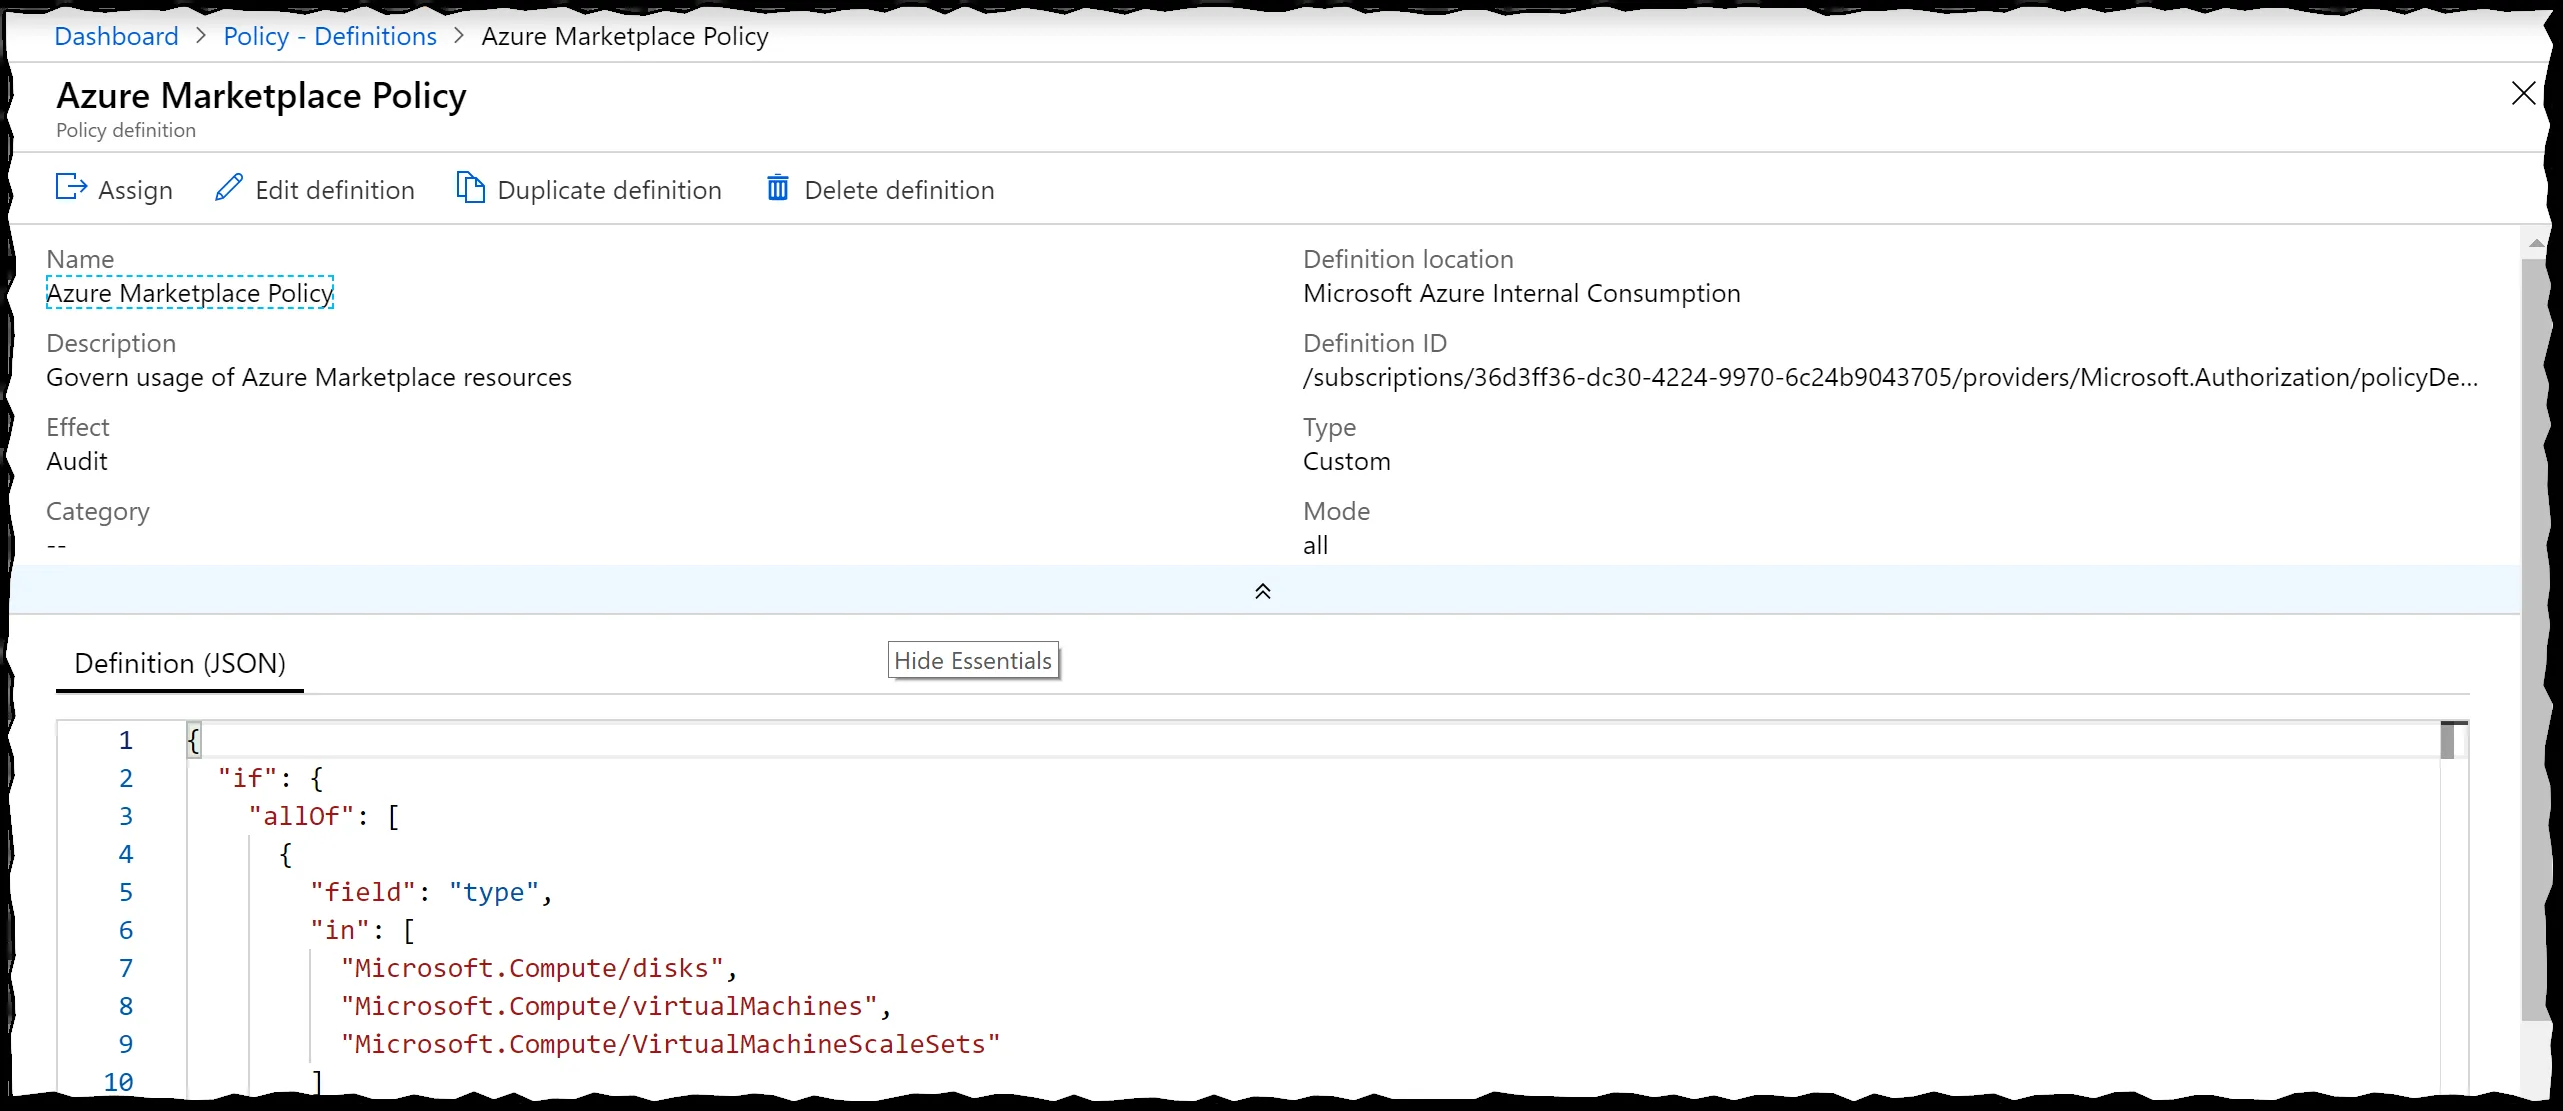 Dashboard > Policy - Definitions > Azure Marketplace Policy
Azure Marketplace Policy
Policy definition
Assign Edit definition Duplicate definition Delete definition
Name
Azure Marketplace Policy
Description
Govern usage of Azure Marketplace resources
Effect
Audit
Category
--
Definition location
Microsoft Azure Internal Consumption
Definition ID
/subscriptions/36d3ff36-dc30-4224-9970-6c24b9043705/providers/Microsoft.Authorization/policyDe...
Type
Custom
Mode
all
Definition (JSON)
Hide Essentials
1 {
2 "if": {
3 "allOf": [
4 {
5 "field": "type",
6 "in": [
7 "Microsoft.Compute/disks",
8 "Microsoft.Compute/virtualMachines",
9 "Microsoft.Compute/VirtualMachineScaleSets"
10 ]